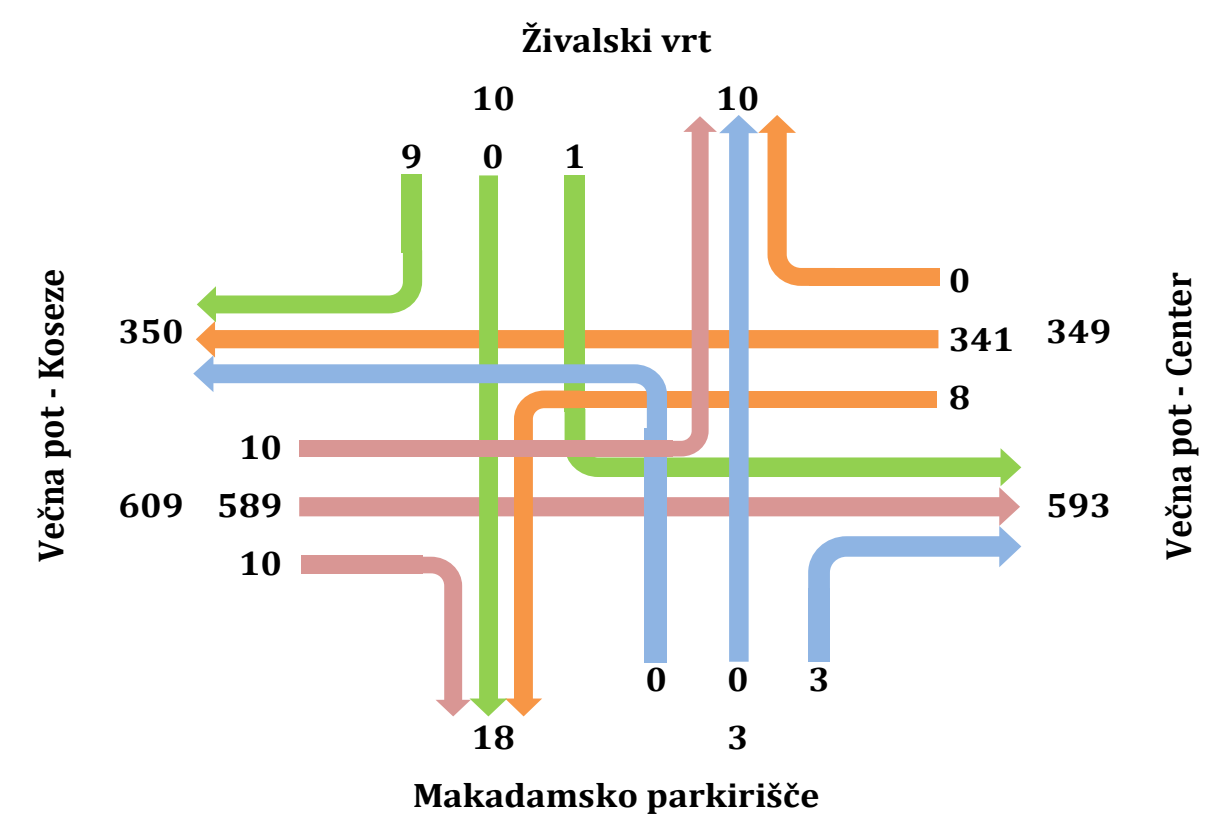 Živalski vrt
10 10
9 0 1
0
Večna pot - Koseze
350
341 349
8
Večna pot - Center
10
609 589 593
10
0 0 3
18 3
Makadamsko parkirišče